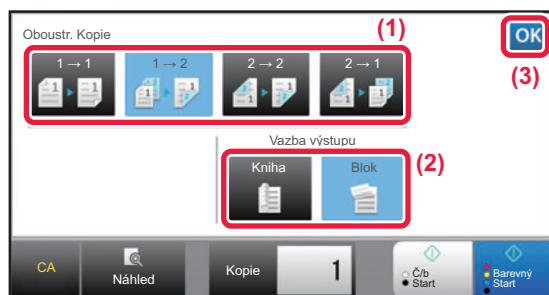 Oboustr. Kopie
(1)
OK
(3)
1 → 1
1 → 2
2 → 2
2 → 1
Vazba výstupu
Kniha
Blok
(2)
CA
Náhled
Kopie
1
Č/b
Start
Barevný
Start